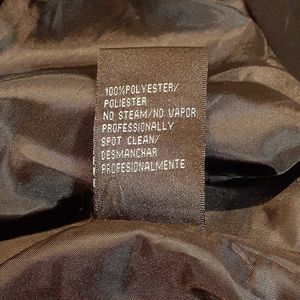 100%POLYESTER/
POLIESTER
NO STEAM/NO VAPOR
PROFESSIONALLY
SPOT CLEAN/
DESMANCHAR
PROFESIONALMENTE